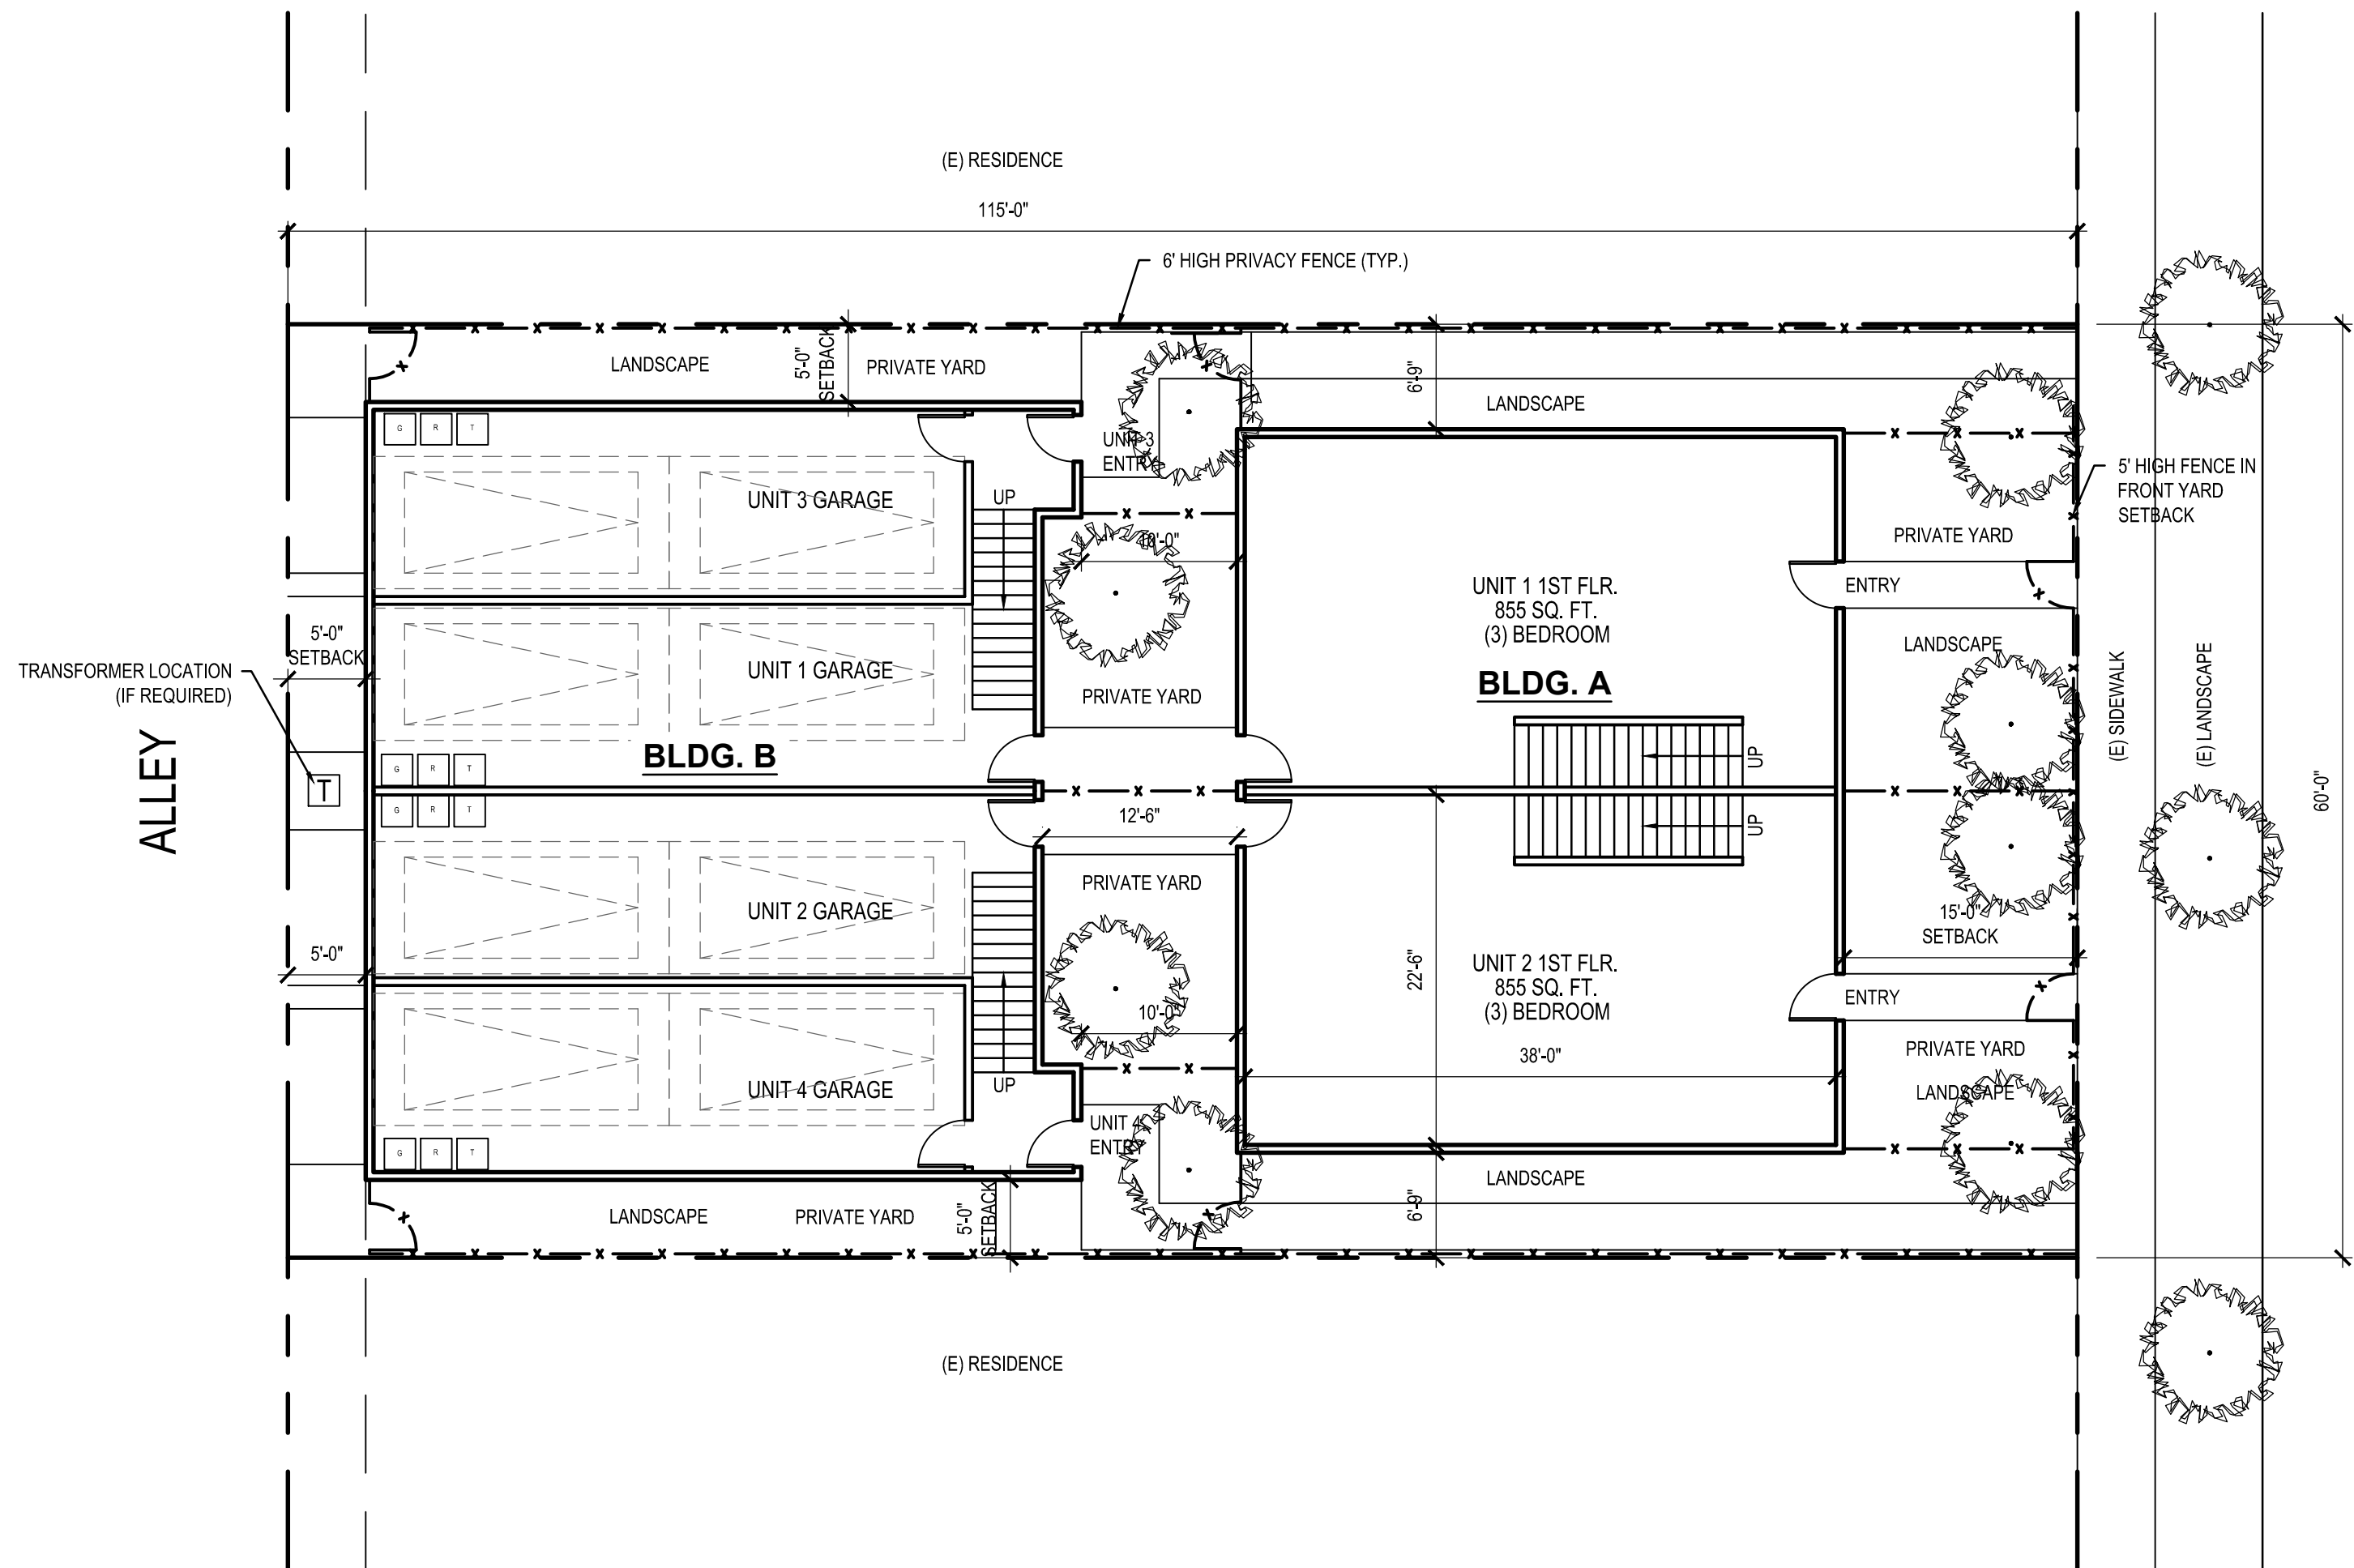 (E) RESIDENCE
115'-0"
6' HIGH PRIVACY FENCE (TYP.)
LANDSCAPE
5'-0"
SETBACK
PRIVATE YARD
6'-9"
LANDSCAPE
G R T
UNIT 3
ENTRY
5' HIGH FENCE IN
FRONT YARD
SETBACK
UNIT 3 GARAGE
UP
10'-0"
PRIVATE YARD
UNIT 1 1ST FLR.
855 SQ. FT.
(3) BEDROOM
ENTRY
5'-0"
SETBACK
TRANSFORMER LOCATION
(IF REQUIRED)
UNIT 1 GARAGE
PRIVATE YARD
BLDG. A
LANDSCAPE
(E) SIDEWALK
(E) LANDSCAPE
ALLEY
T
BLDG. B
UP
G R T
G R T
12'-6"
UP
60'-0"
PRIVATE YARD
UNIT 2 GARAGE
5'-0"
22'-6"
UNIT 2 1ST FLR.
855 SQ. FT.
(3) BEDROOM
15'-0"
SETBACK
10'-0"
ENTRY
38'-0"
PRIVATE YARD
LANDSCAPE
UNIT 4 GARAGE
UP
UNIT 4
ENTRY
G R T
LANDSCAPE
PRIVATE YARD
5'-0"
SETBACK
6'-9"
LANDSCAPE
(E) RESIDENCE